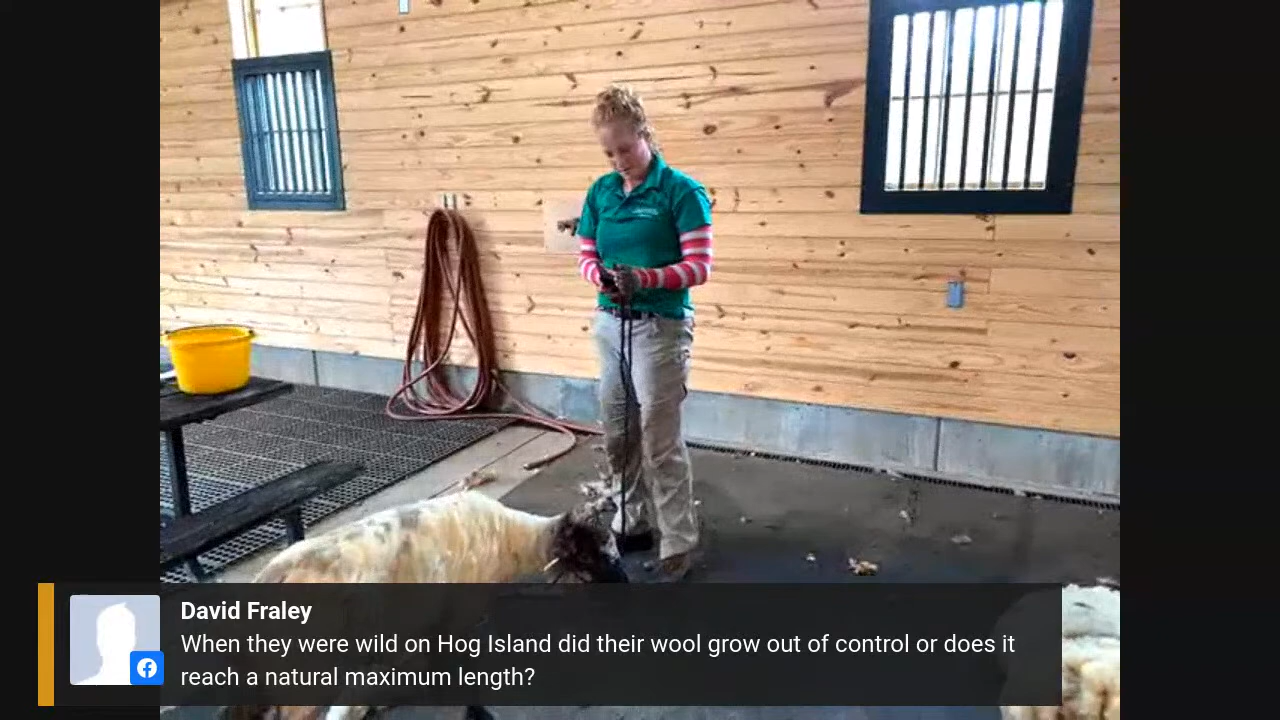 David Fraley
When they were wild on Hog Island did their wool grow out of control or does it
reach a natural maximum length?